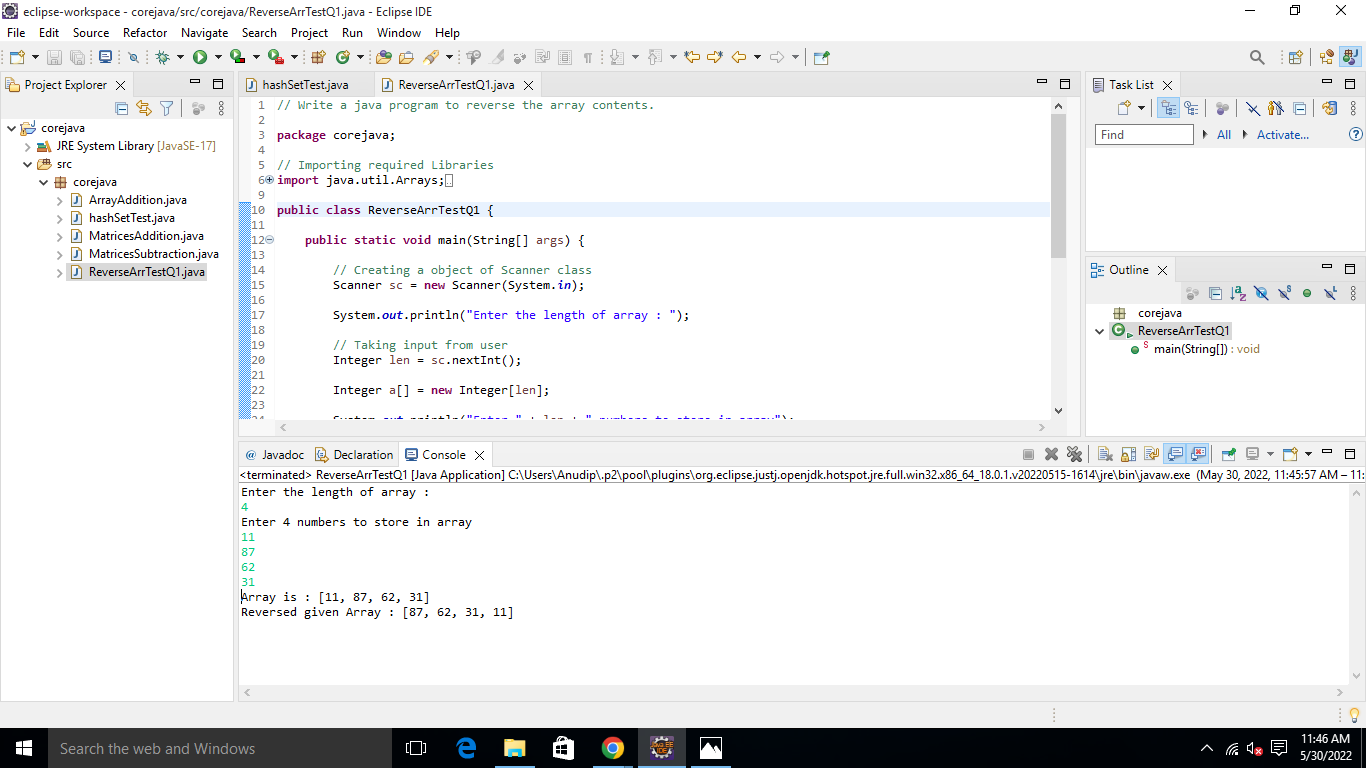 eclipse-workspace - corejava/src/corejava/ReverseArrTestQ1.java - Eclipse IDE
File Edit Source Refactor Navigate Search Project Run Window Help
Project Explorer
corejava
JRE System Library [JavaSE-17]
src
corejava
ArrayAddition.java
hashSetTest.java
MatricesAddition.java
MatricesSubtraction.java
ReverseArrTestQ1.java
hashSetTest.java ReverseArrTestQ1.java
1 // Write a java program to reverse the array contents.
2
3 package corejava;
4
5 // Importing required Libraries
6 import java.util.Arrays;
9
10 public class ReverseArrTestQ1 {
11
12 public static void main(String[] args) {
13
14 // Creating a object of Scanner class
15 Scanner sc = new Scanner(System.in);
16
17 System.out.println("Enter the length of array : ");
18
19 // Taking input from user
20 Integer len = sc.nextInt();
21
22 Integer a[] = new Integer[len];
23
24 System.out.println("Enter " + len + " numbers to store in array");
Task List
Find All Activate...
Outline
corejava
ReverseArrTestQ1
S main(String[]) : void
@ Javadoc Declaration Console
<terminated> ReverseArrTestQ1 [Java Application] C:\Users\Anudip\.p2\pool\plugins\org.eclipse.justj.openjdk.hotspot.jre.full.win32.x86_64_18.0.1.v20220515-1614\jre\bin\javaw.exe (May 30, 2022, 11:45:57 AM – 11:
Enter the length of array :
4
Enter 4 numbers to store in array
11
87
62
31
Array is : [11, 87, 62, 31]
Reversed given Array : [87, 62, 31, 11]
Search the web and Windows
11:46 AM
5/30/2022